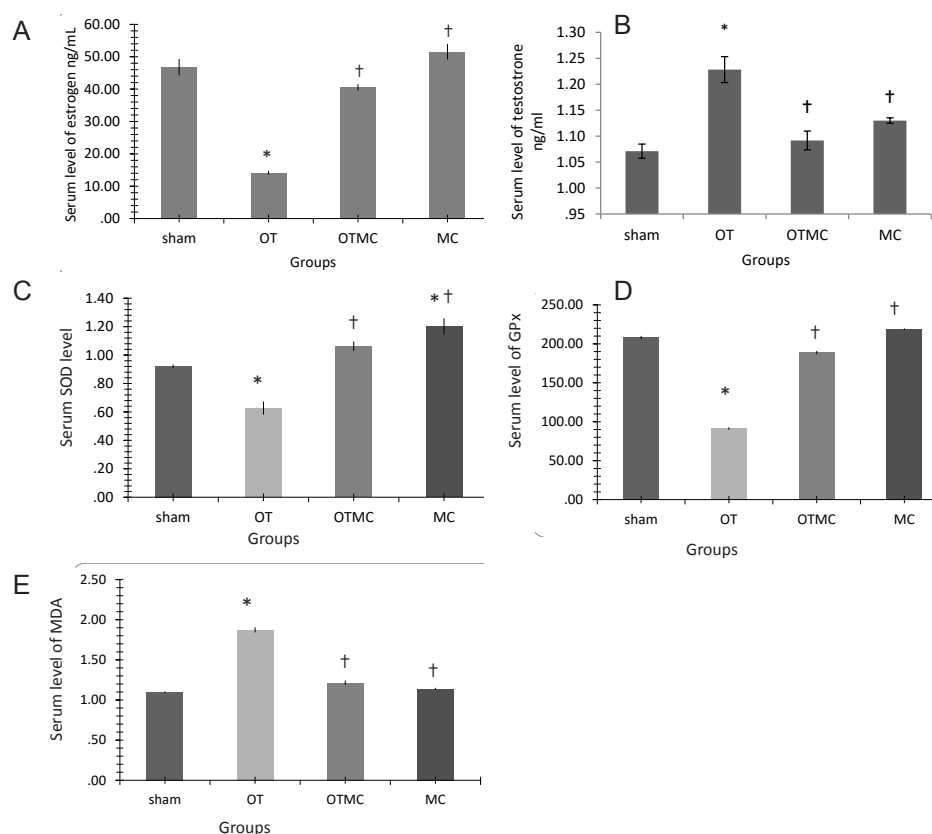 A
Serum level of estrogen ng/mL
60.00
50.00
40.00
30.00
20.00
10.00
.00
*
†
†
sham OT OTMC MC
Groups
B
Serum level of testostrone
ng/ml
1.30
1.25
1.20
1.15
1.10
1.05
1.00
.95
*
†
†
sham OT OTMC MC
Groups
C
Serum SOD level
1.40
1.20
1.00
.80
.60
.40
.20
.00
*
†
* †
sham OT OTMC MC
Groups
D
Serum level of GPx
250.00
200.00
150.00
100.00
50.00
.00
*
†
†
sham OT OTMC MC
Groups
E
Serum level of MDA
2.50
2.00
1.50
1.00
.50
.00
*
†
†
sham OT OTMC MC
Groups